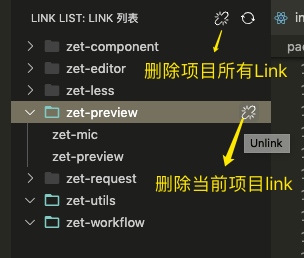 LINK LIST: LINK 列表
in
zet-component
pac
删除项目所有Link
zet-editor
zet-less
zet-preview
zet-mic
Unlink
zet-preview
删除当前项目link
zet-request
zet-utils
zet-workflow